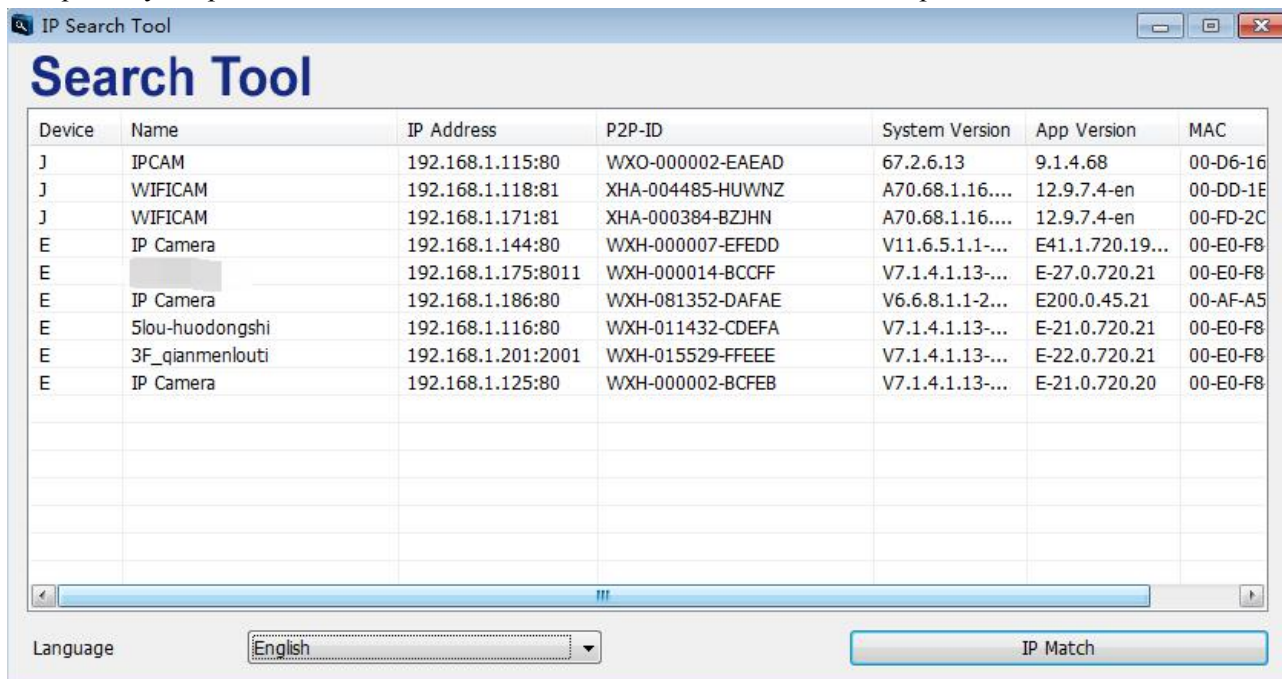 IP Search Tool
Search Tool
Device Name IP Address P2P-ID System Version App Version MAC
J IPCAM 192.168.1.115:80 WXO-000002-EAEAD 67.2.6.13 9.1.4.68 00-D6-16
J WIFICAM 192.168.1.118:81 XHA-004485-HUWNZ A70.68.1.16.... 12.9.7.4-en 00-DD-1E
J WIFICAM 192.168.1.171:81 XHA-000384-BZJHN A70.68.1.16.... 12.9.7.4-en 00-FD-2C
E IP Camera 192.168.1.144:80 WXH-000007-EFEDD V11.6.5.1.1-... E41.1.720.19... 00-E0-F8
E 192.168.1.175:8011 WXH-000014-BCCFF V7.1.4.1.13-... E-27.0.720.21 00-E0-F8
E IP Camera 192.168.1.186:80 WXH-081352-DAFAE V6.6.8.1.1-2... E200.0.45.21 00-AF-A5
E 5lou-huodongshi 192.168.1.116:80 WXH-011432-CDEFA V7.1.4.1.13-... E-21.0.720.21 00-E0-F8
E 3F_qianmenlouti 192.168.1.201:2001 WXH-015529-FFEEE V7.1.4.1.13-... E-22.0.720.21 00-E0-F8
E IP Camera 192.168.1.125:80 WXH-000002-BCFEB V7.1.4.1.13-... E-21.0.720.20 00-E0-F8
Language English IP Match